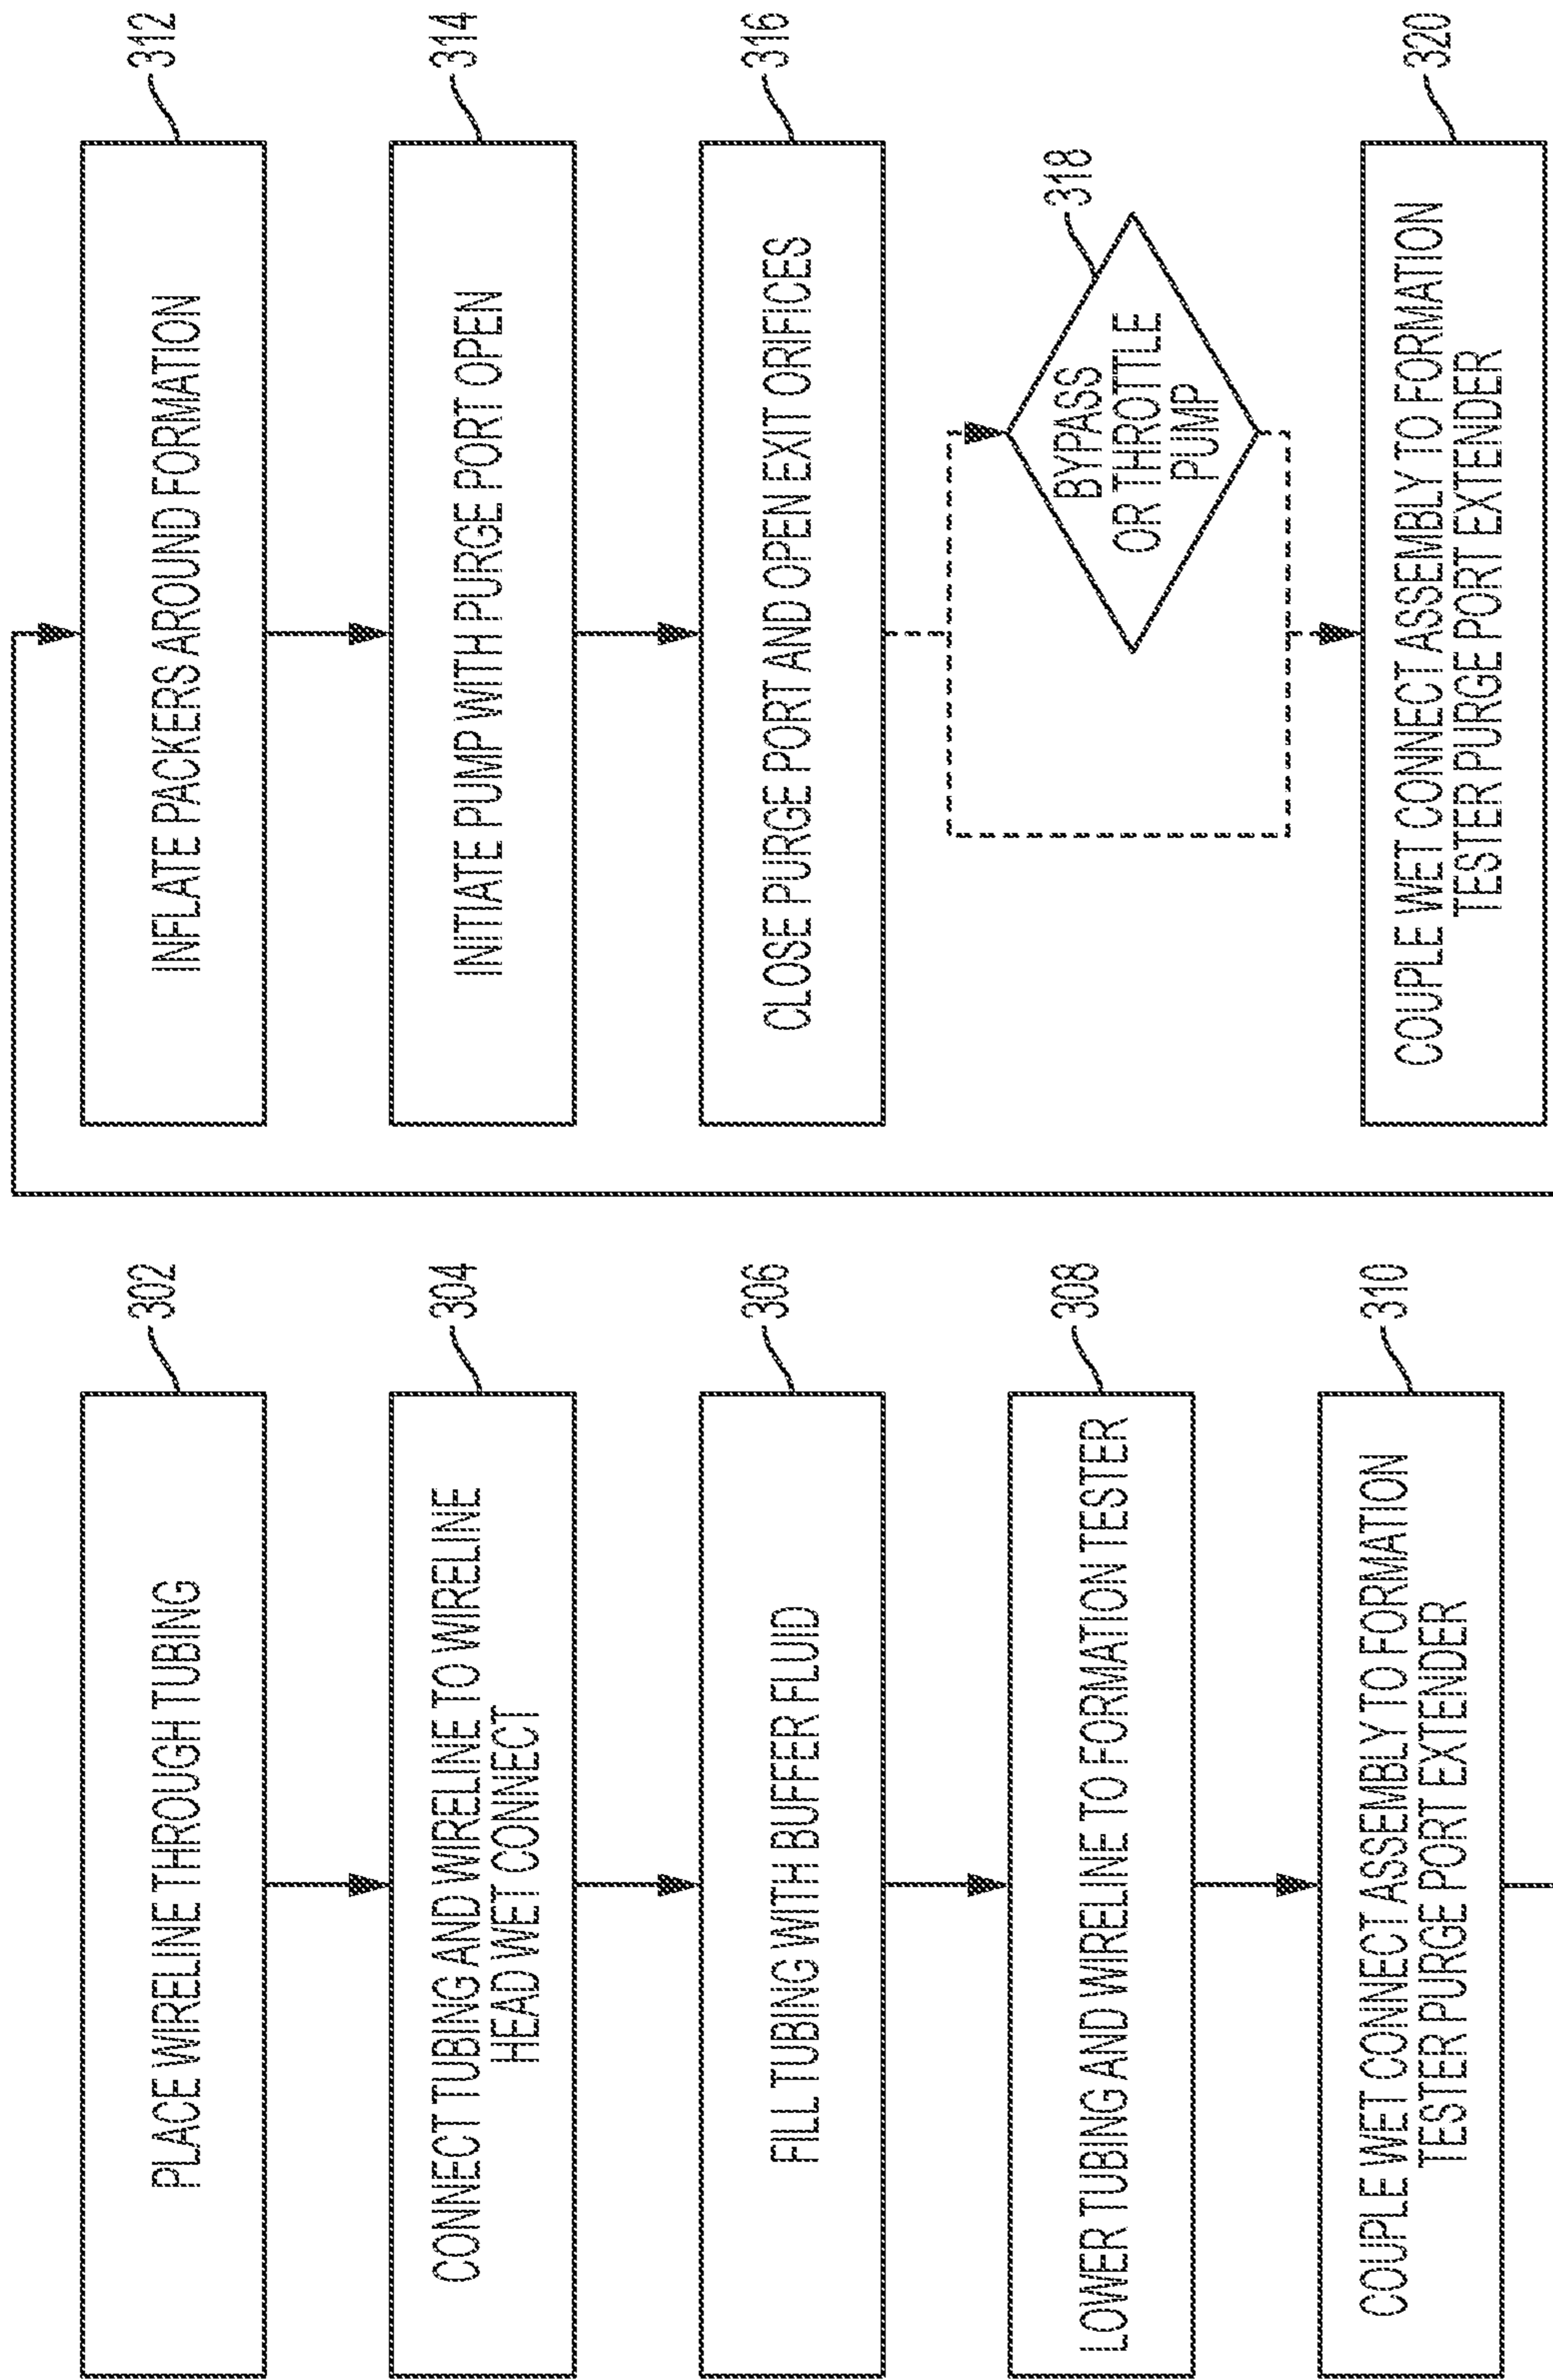 302
PLACE WIRELINE THROUGH TUBING
304
CONNECT TUBING AND WIRELINE TO WIRELINE
HEAD WET CONNECT
306
FILL TUBING WITH BUFFER FLUID
308
LOWER TUBING AND WIRELINE TO FORMATION TESTER
310
COUPLE WET CONNECT ASSEMBLY TO FORMATION
TESTER PURGE PORT EXTENDER
312
INFLATE PACKERS AROUND FORMATION
314
INITIATE PUMP WITH PURGE PORT OPEN
316
CLOSE PURGE PORT AND OPEN EXIT ORIFICES
318
BYPASS
OR THROTTLE
PUMP
320
COUPLE WET CONNECT ASSEMBLY TO FORMATION
TESTER PURGE PORT EXTENDER